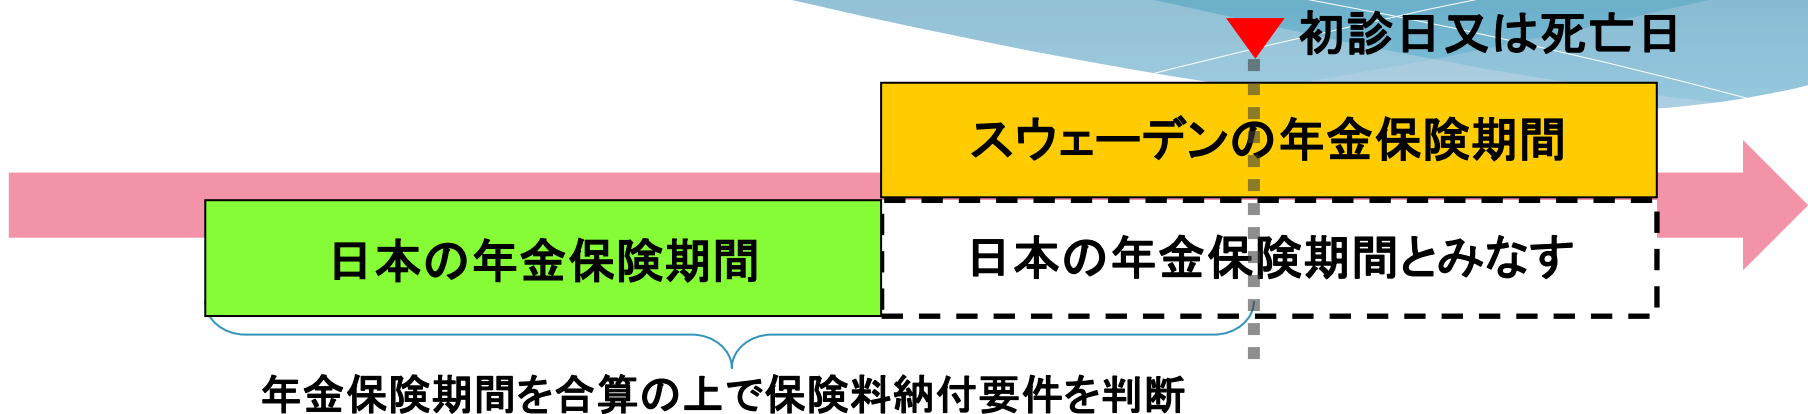 初診日又は死亡日
スウェーデンの年金保険期間
日本の年金保険期間
日本の年金保険期間とみなす
年金保険期間を合算の上で保険料納付要件を判断